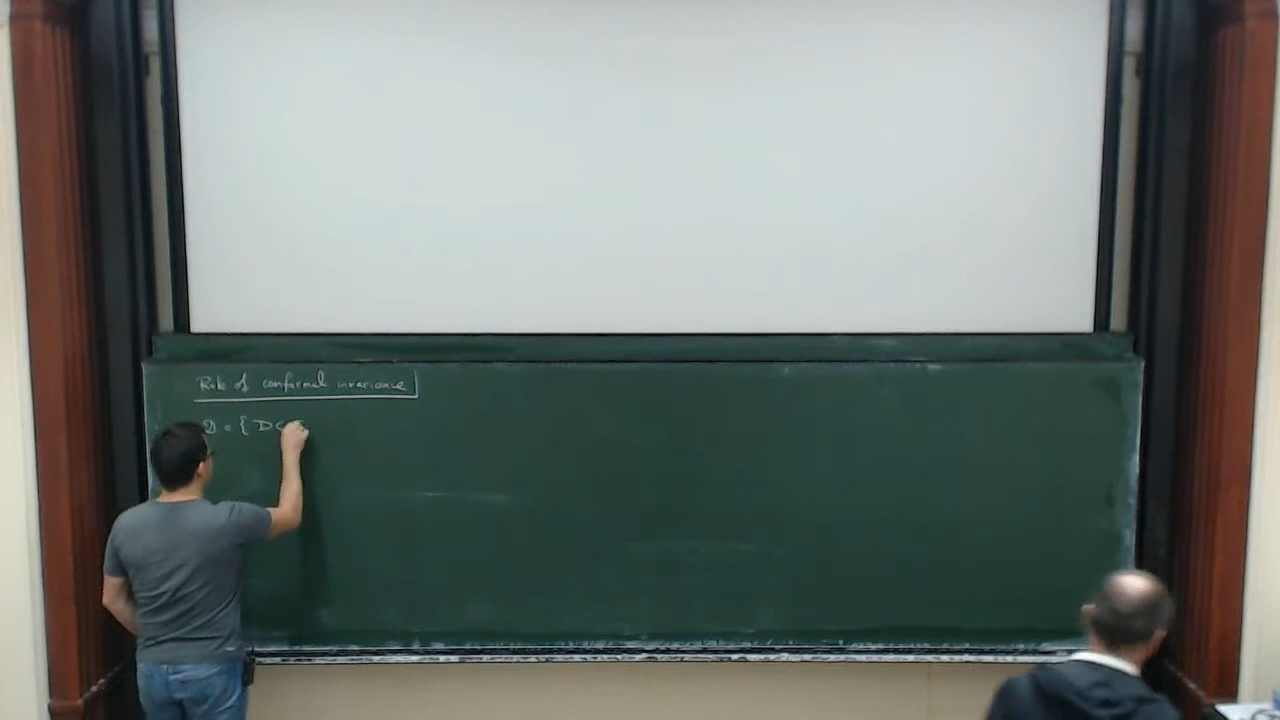 Role of conformal invariance
𝒟 = { D ⊂